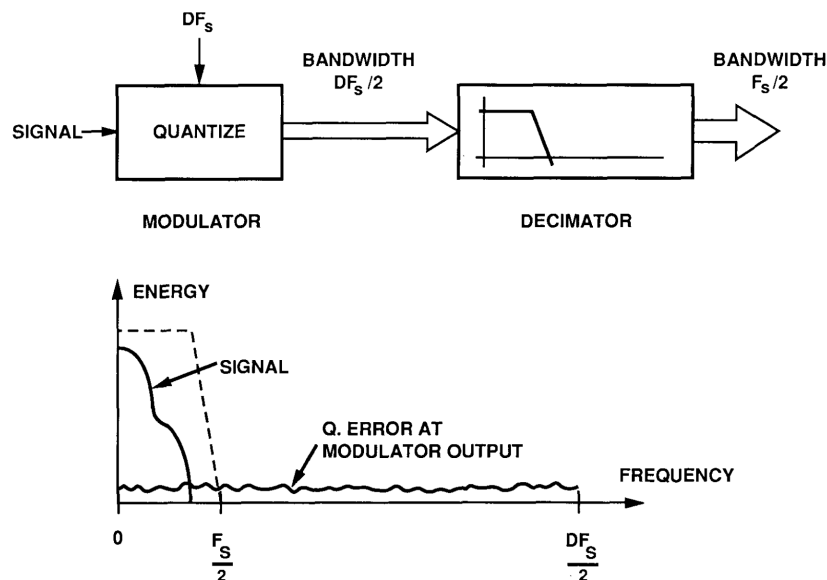 DFs
BANDWIDTH
DFs/2
BANDWIDTH
Fs/2
SIGNAL
QUANTIZE
MODULATOR
DECIMATOR
ENERGY
SIGNAL
Q. ERROR AT
MODULATOR OUTPUT
FREQUENCY
0
FS
2
DFs
2